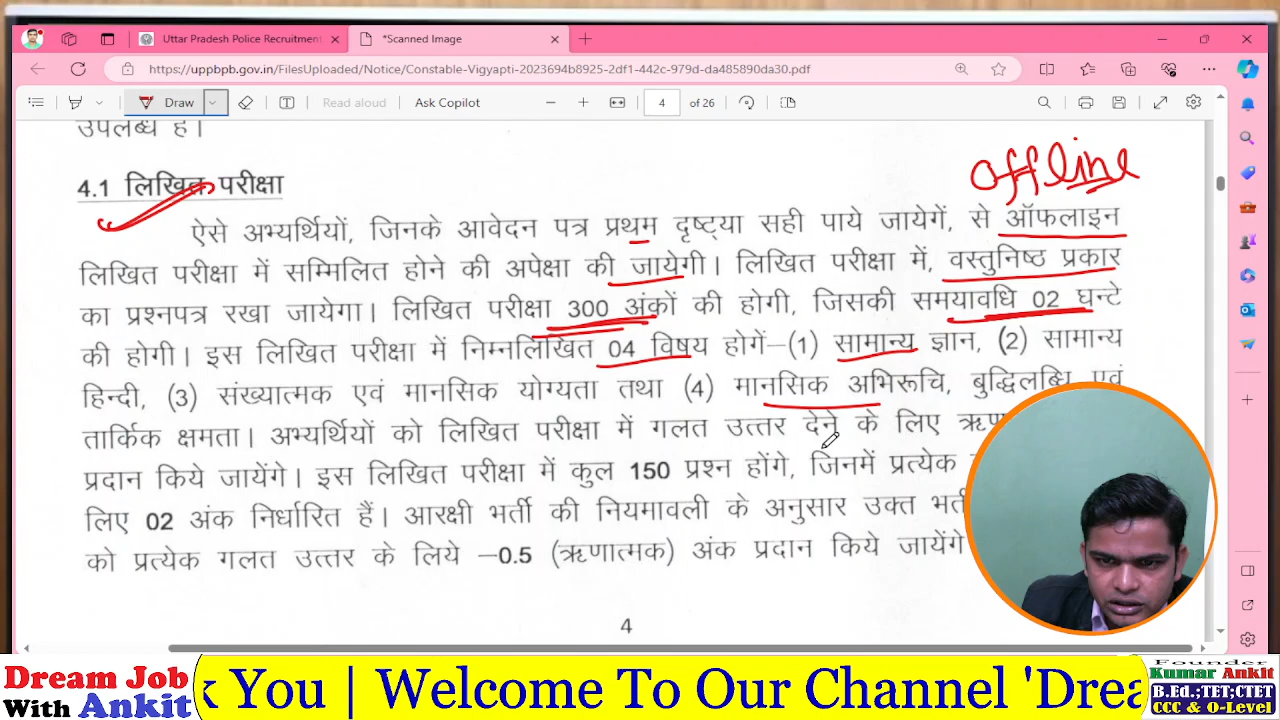 Uttar Pradesh Police Recruitment
*Scanned Image
https://uppbpb.gov.in/FilesUploaded/Notice/Constable-Vigyapti-2023694b8925-2df1-442c-979d-da485890da30.pdf
Draw
Read aloud
Ask Copilot
4 of 26
उपलब्ध है।
offline
4.1 लिखित परीक्षा
ऐसे अभ्यर्थियों, जिनके आवेदन पत्र प्रथम दृष्ट्या सही पाये जायेगें, से ऑफलाइन
लिखित परीक्षा में सम्मिलित होने की अपेक्षा की जायेगी। लिखित परीक्षा में, वस्तुनिष्ठ प्रकार
का प्रश्नपत्र रखा जायेगा। लिखित परीक्षा 300 अंकों की होगी, जिसकी समयावधि 02 घन्टे
की होगी। इस लिखित परीक्षा में निम्नलिखित 04 विषय होगें–(1) सामान्य ज्ञान, (2) सामान्य
हिन्दी, (3) संख्यात्मक एवं मानसिक योग्यता तथा (4) मानसिक अभिरूचि, बुद्धिलब्धि एवं
तार्किक क्षमता। अभ्यर्थियों को लिखित परीक्षा में गलत उत्तर देने के लिए
प्रदान किये जायेंगे। इस लिखित परीक्षा में कुल 150 प्रश्न होंगे, जिनमें प्रत्येक
लिए 02 अंक निर्धारित हैं। आरक्षी भर्ती की नियमावली के अनुसार उक्त
को प्रत्येक गलत उत्तर के लिये –0.5 (ऋणात्मक) अंक प्रदान किये जायेंगे
4
Dream Job
With Ankit
k You | Welcome To Our Channel 'Drea
Founder
Kumar Ankit
B.Ed.;TET;CTET
CCC & O-Level